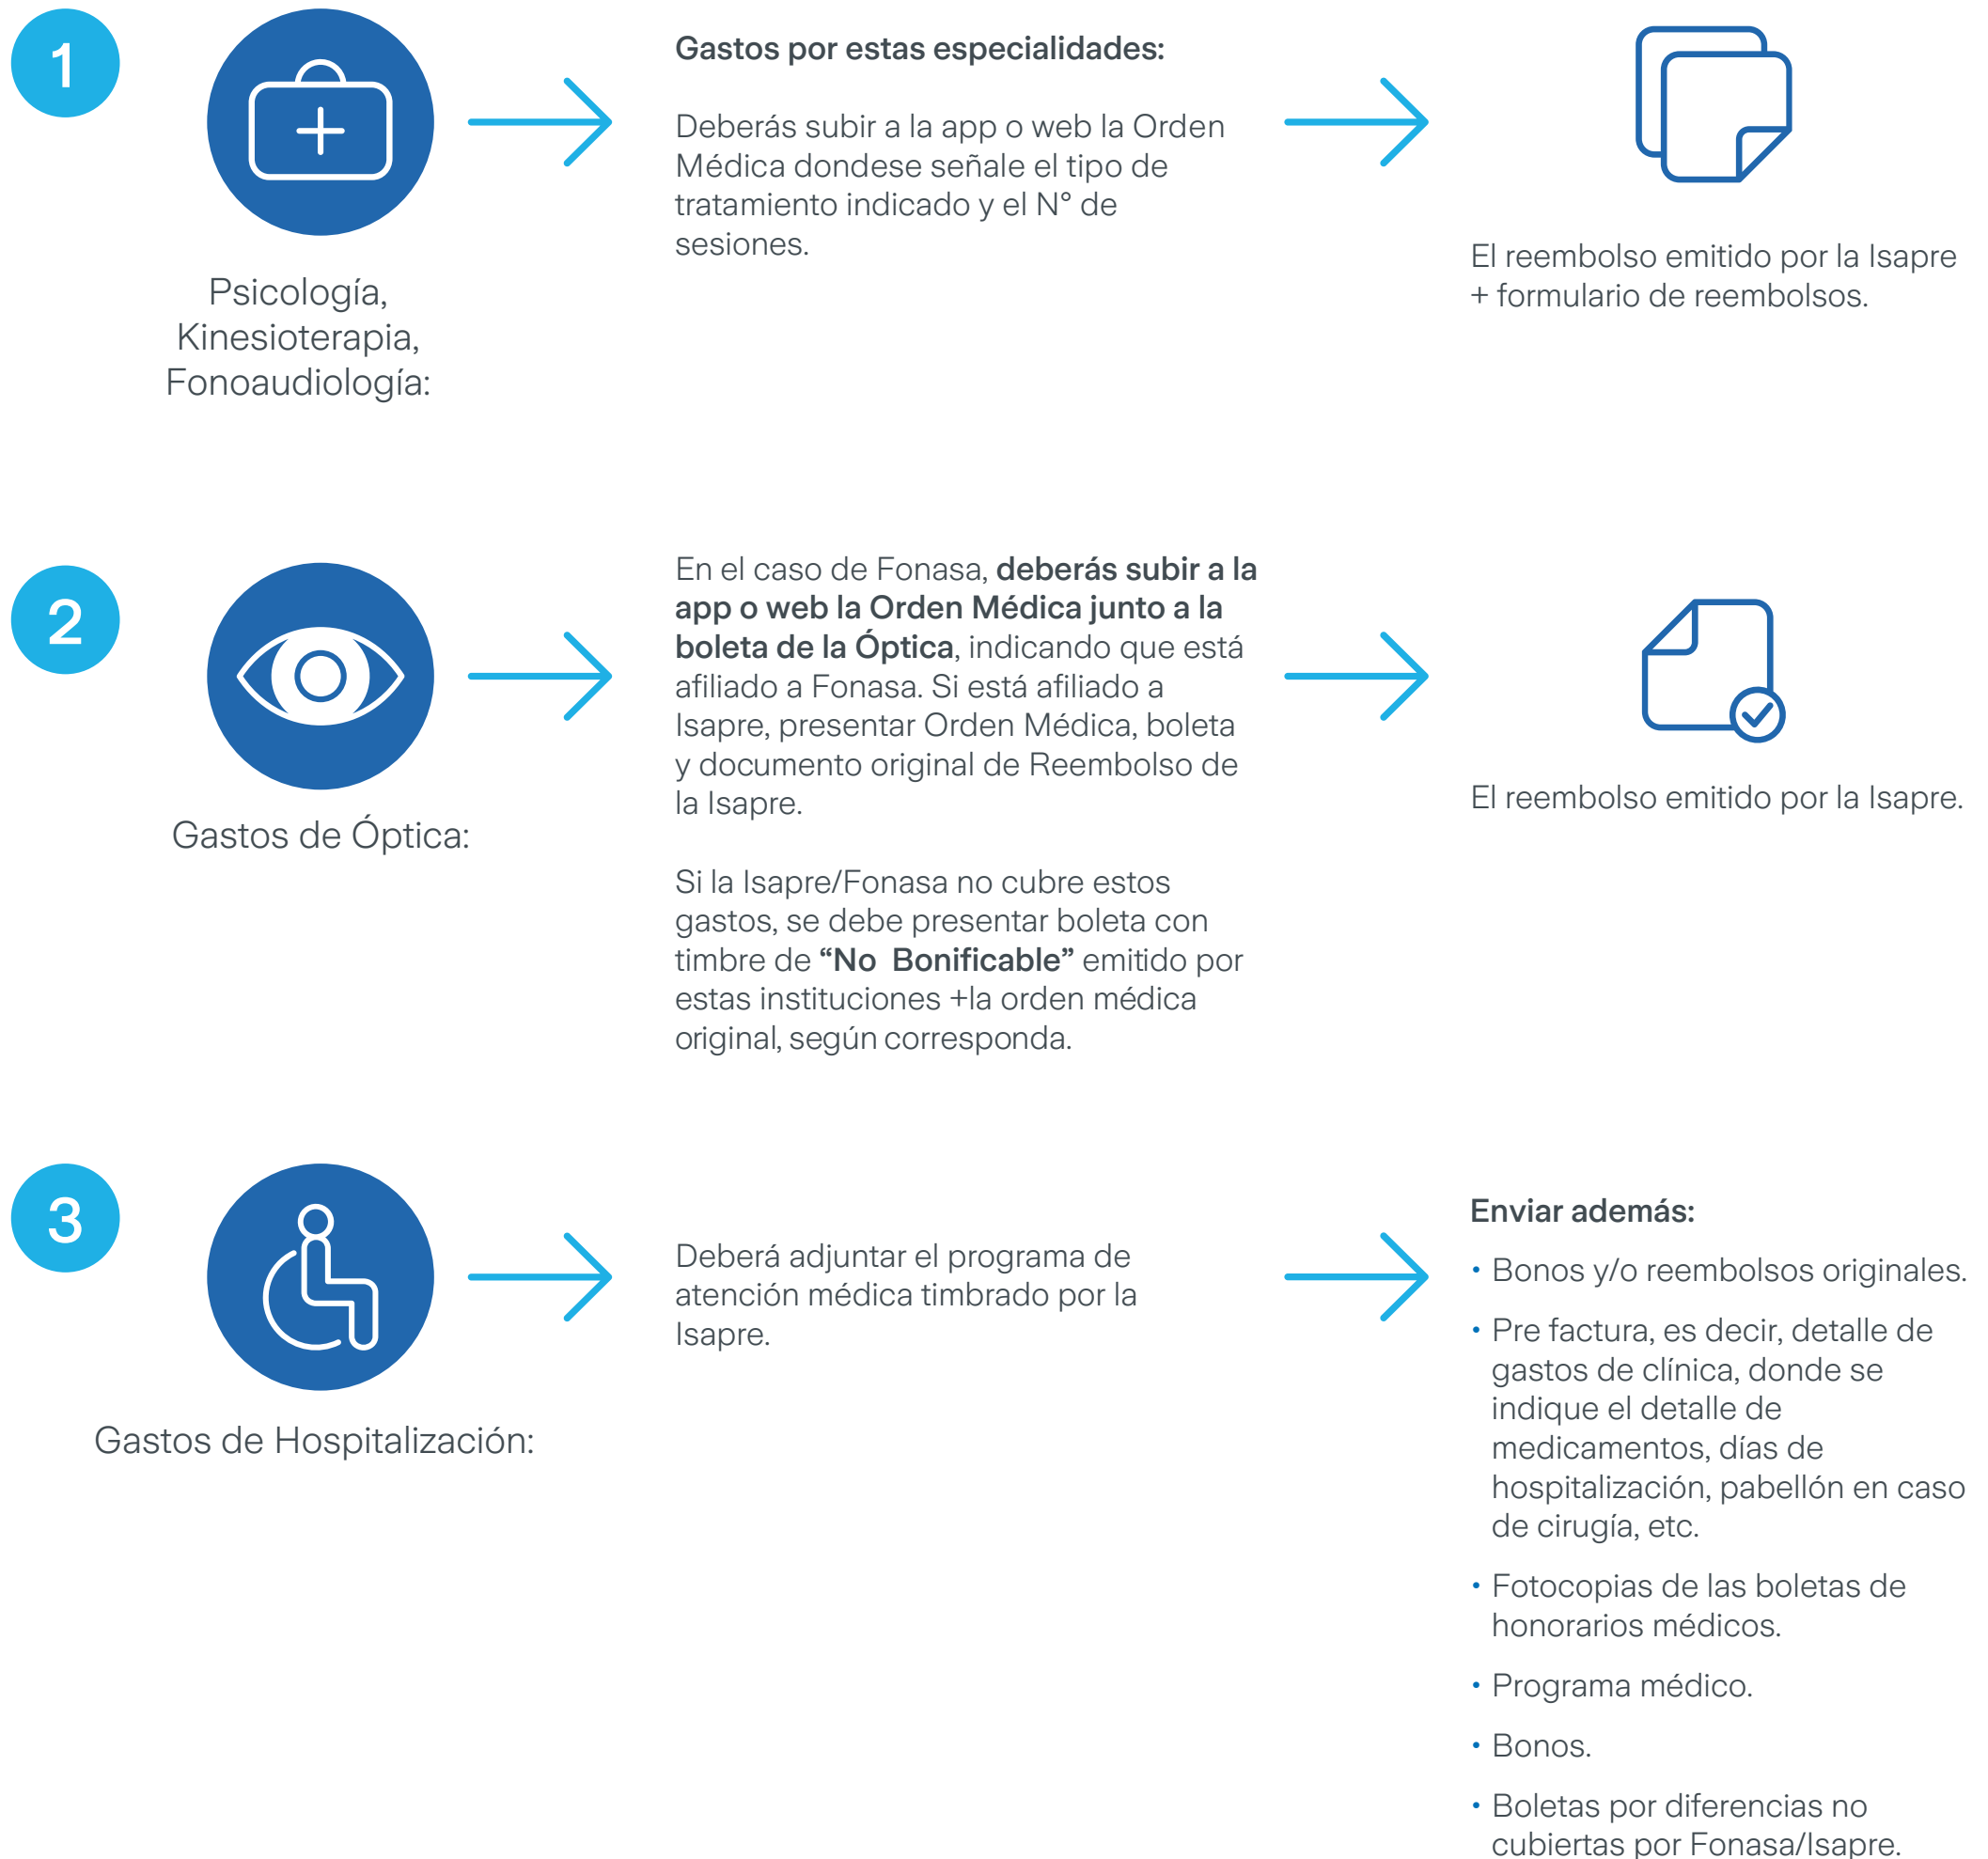 1
Psicología,
Kinesioterapia,
Fonoaudiología:
Gastos por estas especialidades:
Deberás subir a la app o web la Orden
Médica dondese señale el tipo de
tratamiento indicado y el N° de
sesiones.
El reembolso emitido por la Isapre
+ formulario de reembolsos.
2
Gastos de Óptica:
En el caso de Fonasa, deberás subir a la
app o web la Orden Médica junto a la
boleta de la Óptica, indicando que está
afiliado a Fonasa. Si está afiliado a
Isapre, presentar Orden Médica, boleta
y documento original de Reembolso de
la Isapre.
Si la Isapre/Fonasa no cubre estos
gastos, se debe presentar boleta con
timbre de “No  Bonificable” emitido por
estas instituciones +la orden médica
original, según corresponda.
El reembolso emitido por la Isapre.
3
Gastos de Hospitalización:
Deberá adjuntar el programa de
atención médica timbrado por la
Isapre.
Enviar además:
• Bonos y/o reembolsos originales.
• Pre factura, es decir, detalle de
gastos de clínica, donde se
indique el detalle de
medicamentos, días de
hospitalización, pabellón en caso
de cirugía, etc.
• Fotocopias de las boletas de
honorarios médicos.
• Programa médico.
• Bonos.
• Boletas por diferencias no
cubiertas por Fonasa/Isapre.